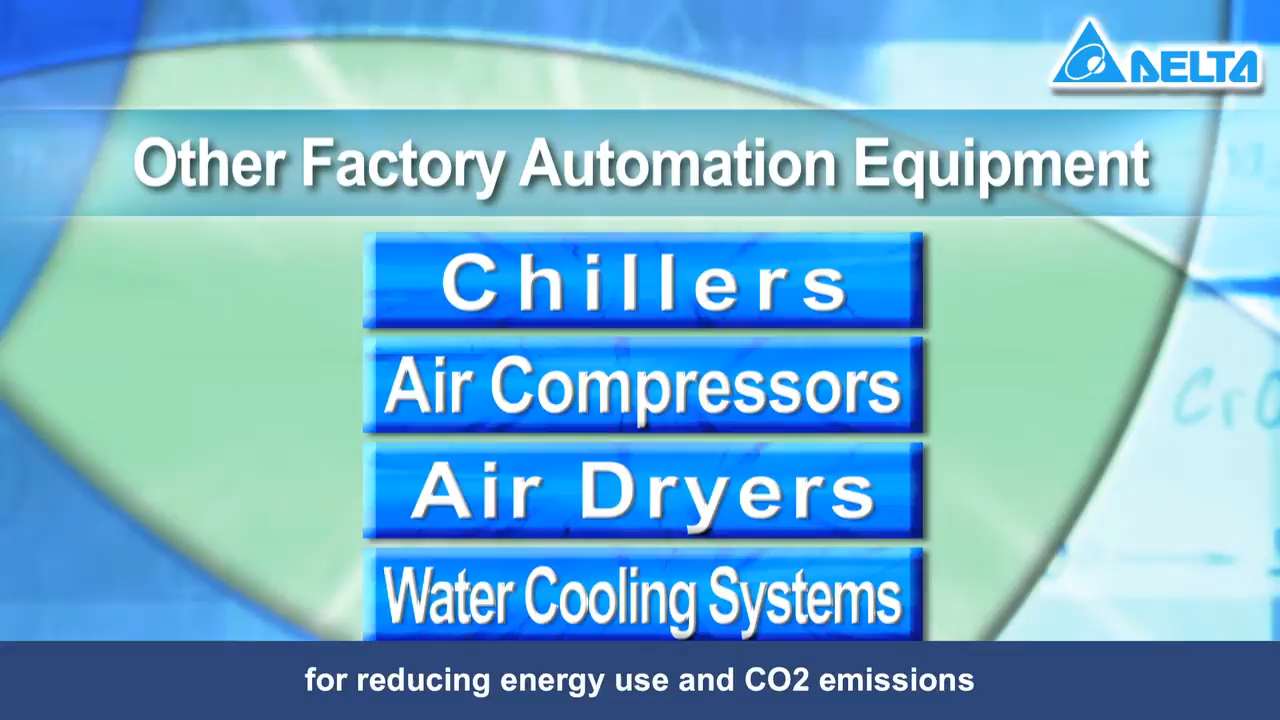 DELTA
Other Factory Automation Equipment
Chillers
Air Compressors
Air Dryers
Water Cooling Systems
for reducing energy use and CO2 emissions